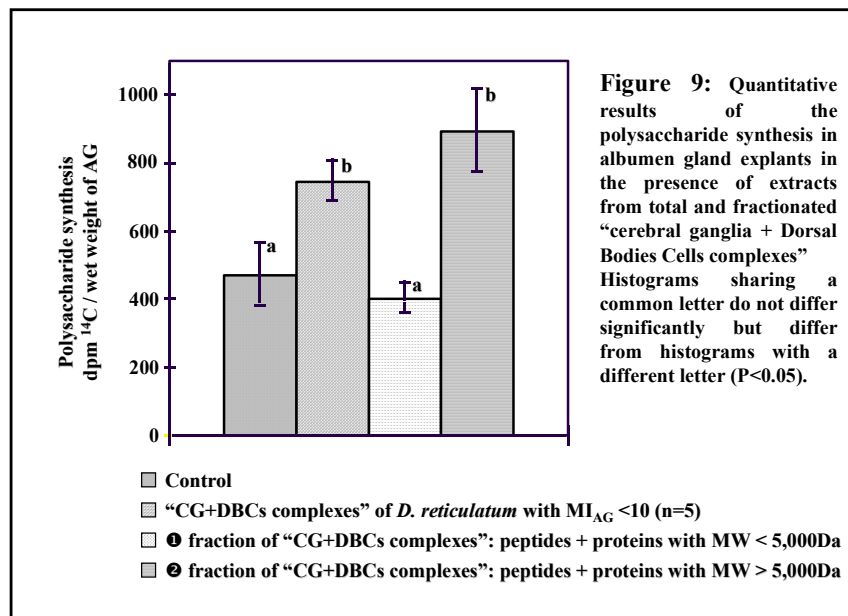 1000
800
600
400
200
0
Polysaccharide synthesis
dpm ¹⁴C / wet weight of AG
a
b
a
b
Figure 9: Quantitative
results of the
polysaccharide synthesis in
albumen gland explants in
the presence of extracts
from total and fractionated
“cerebral ganglia + Dorsal
Bodies Cells complexes”
Histograms sharing a
common letter do not differ
significantly but differ
from histograms with a
different letter (P<0.05).
Control
“CG+DBCs complexes” of D. reticulatum with MI_AG <10 (n=5)
❶ fraction of “CG+DBCs complexes”: peptides + proteins with MW < 5,000Da
❷ fraction of “CG+DBCs complexes”: peptides + proteins with MW > 5,000Da